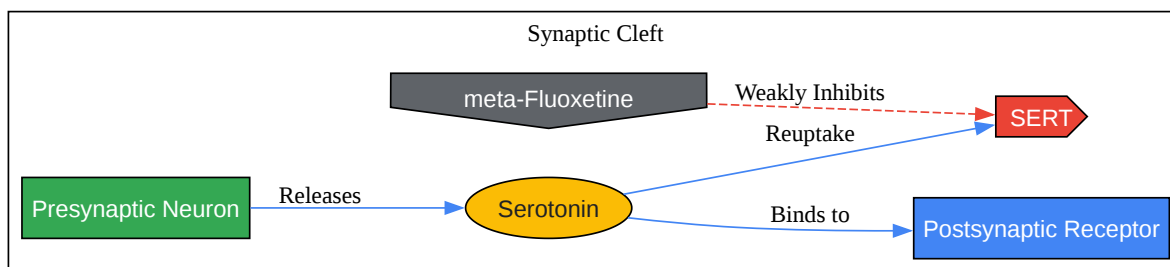 Synaptic Cleft
meta-Fluoxetine
Weakly Inhibits
SERT
Reuptake
Presynaptic Neuron
Releases
Serotonin
Binds to
Postsynaptic Receptor